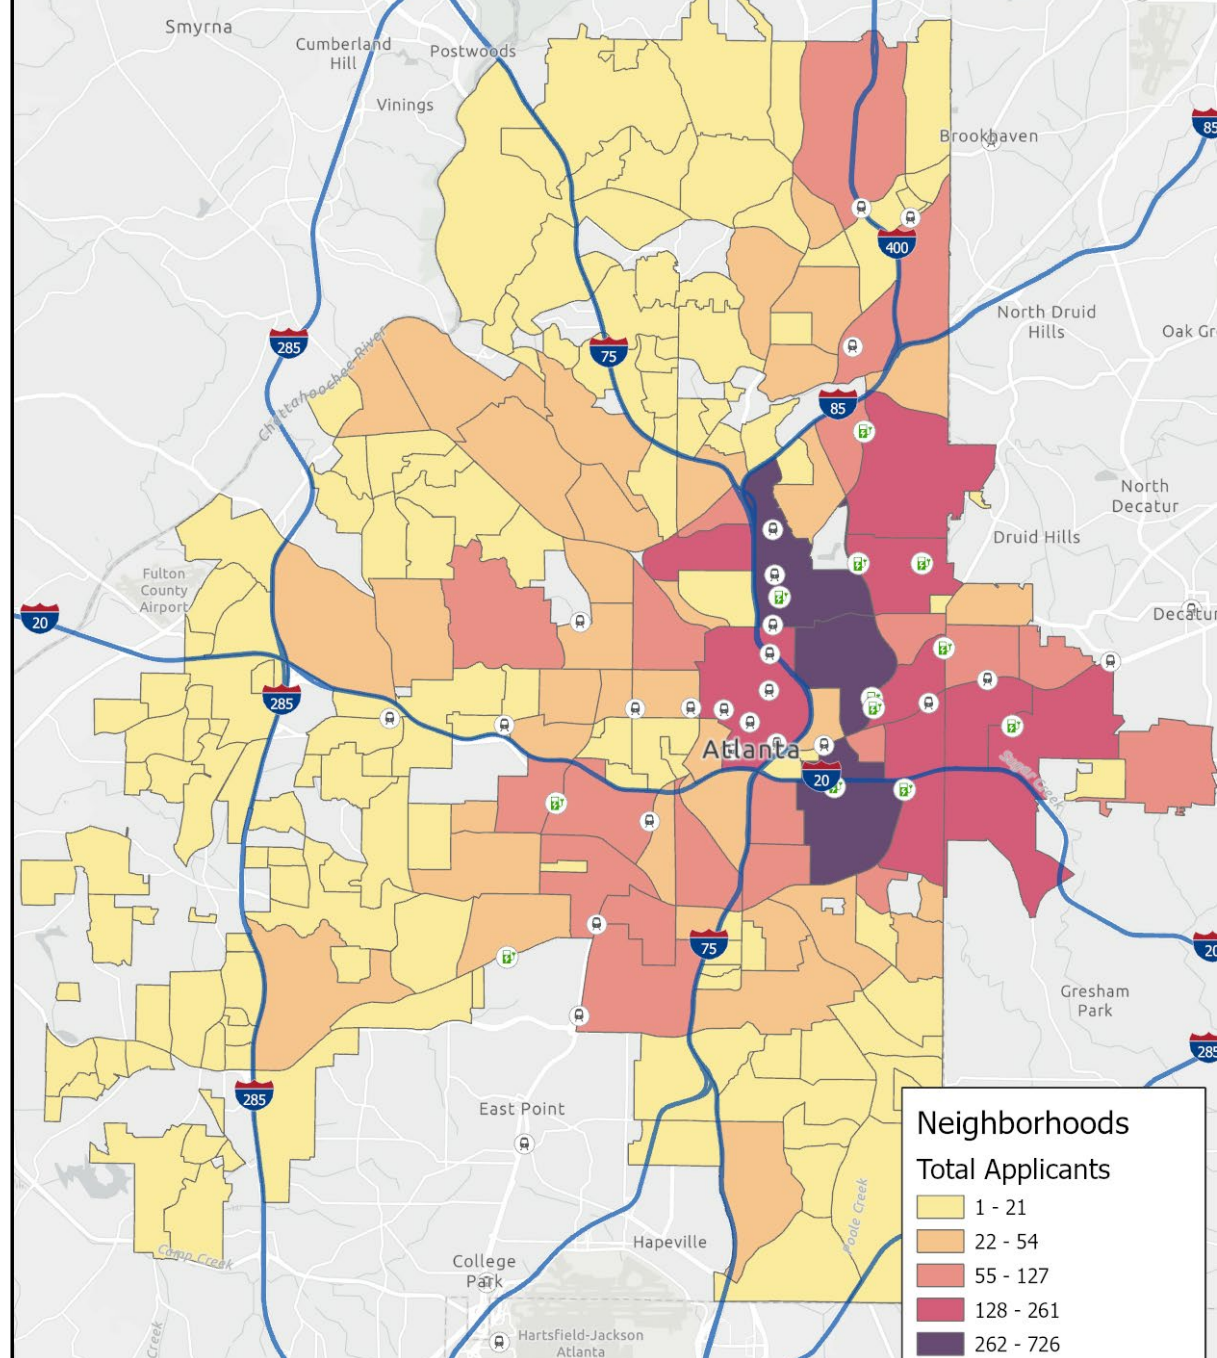 Smyrna
Cumberland
Hill
Postwoods
Vinings
85
Brookhaven
400
North Druid
Hills
Oak Gr
285
75
Chattahoochee River
85
North
Decatur
Druid Hills
Fulton
County
Airport
20
Decatur
285
Atlanta
20
Sugar Creek
75
20
Gresham
Park
285
285
East Point
Poole Creek
Hapeville
Camp Creek
College
Park
Creek
Hartsfield-Jackson
Atlanta
Neighborhoods
Total Applicants
1 - 21
22 - 54
55 - 127
128 - 261
262 - 726